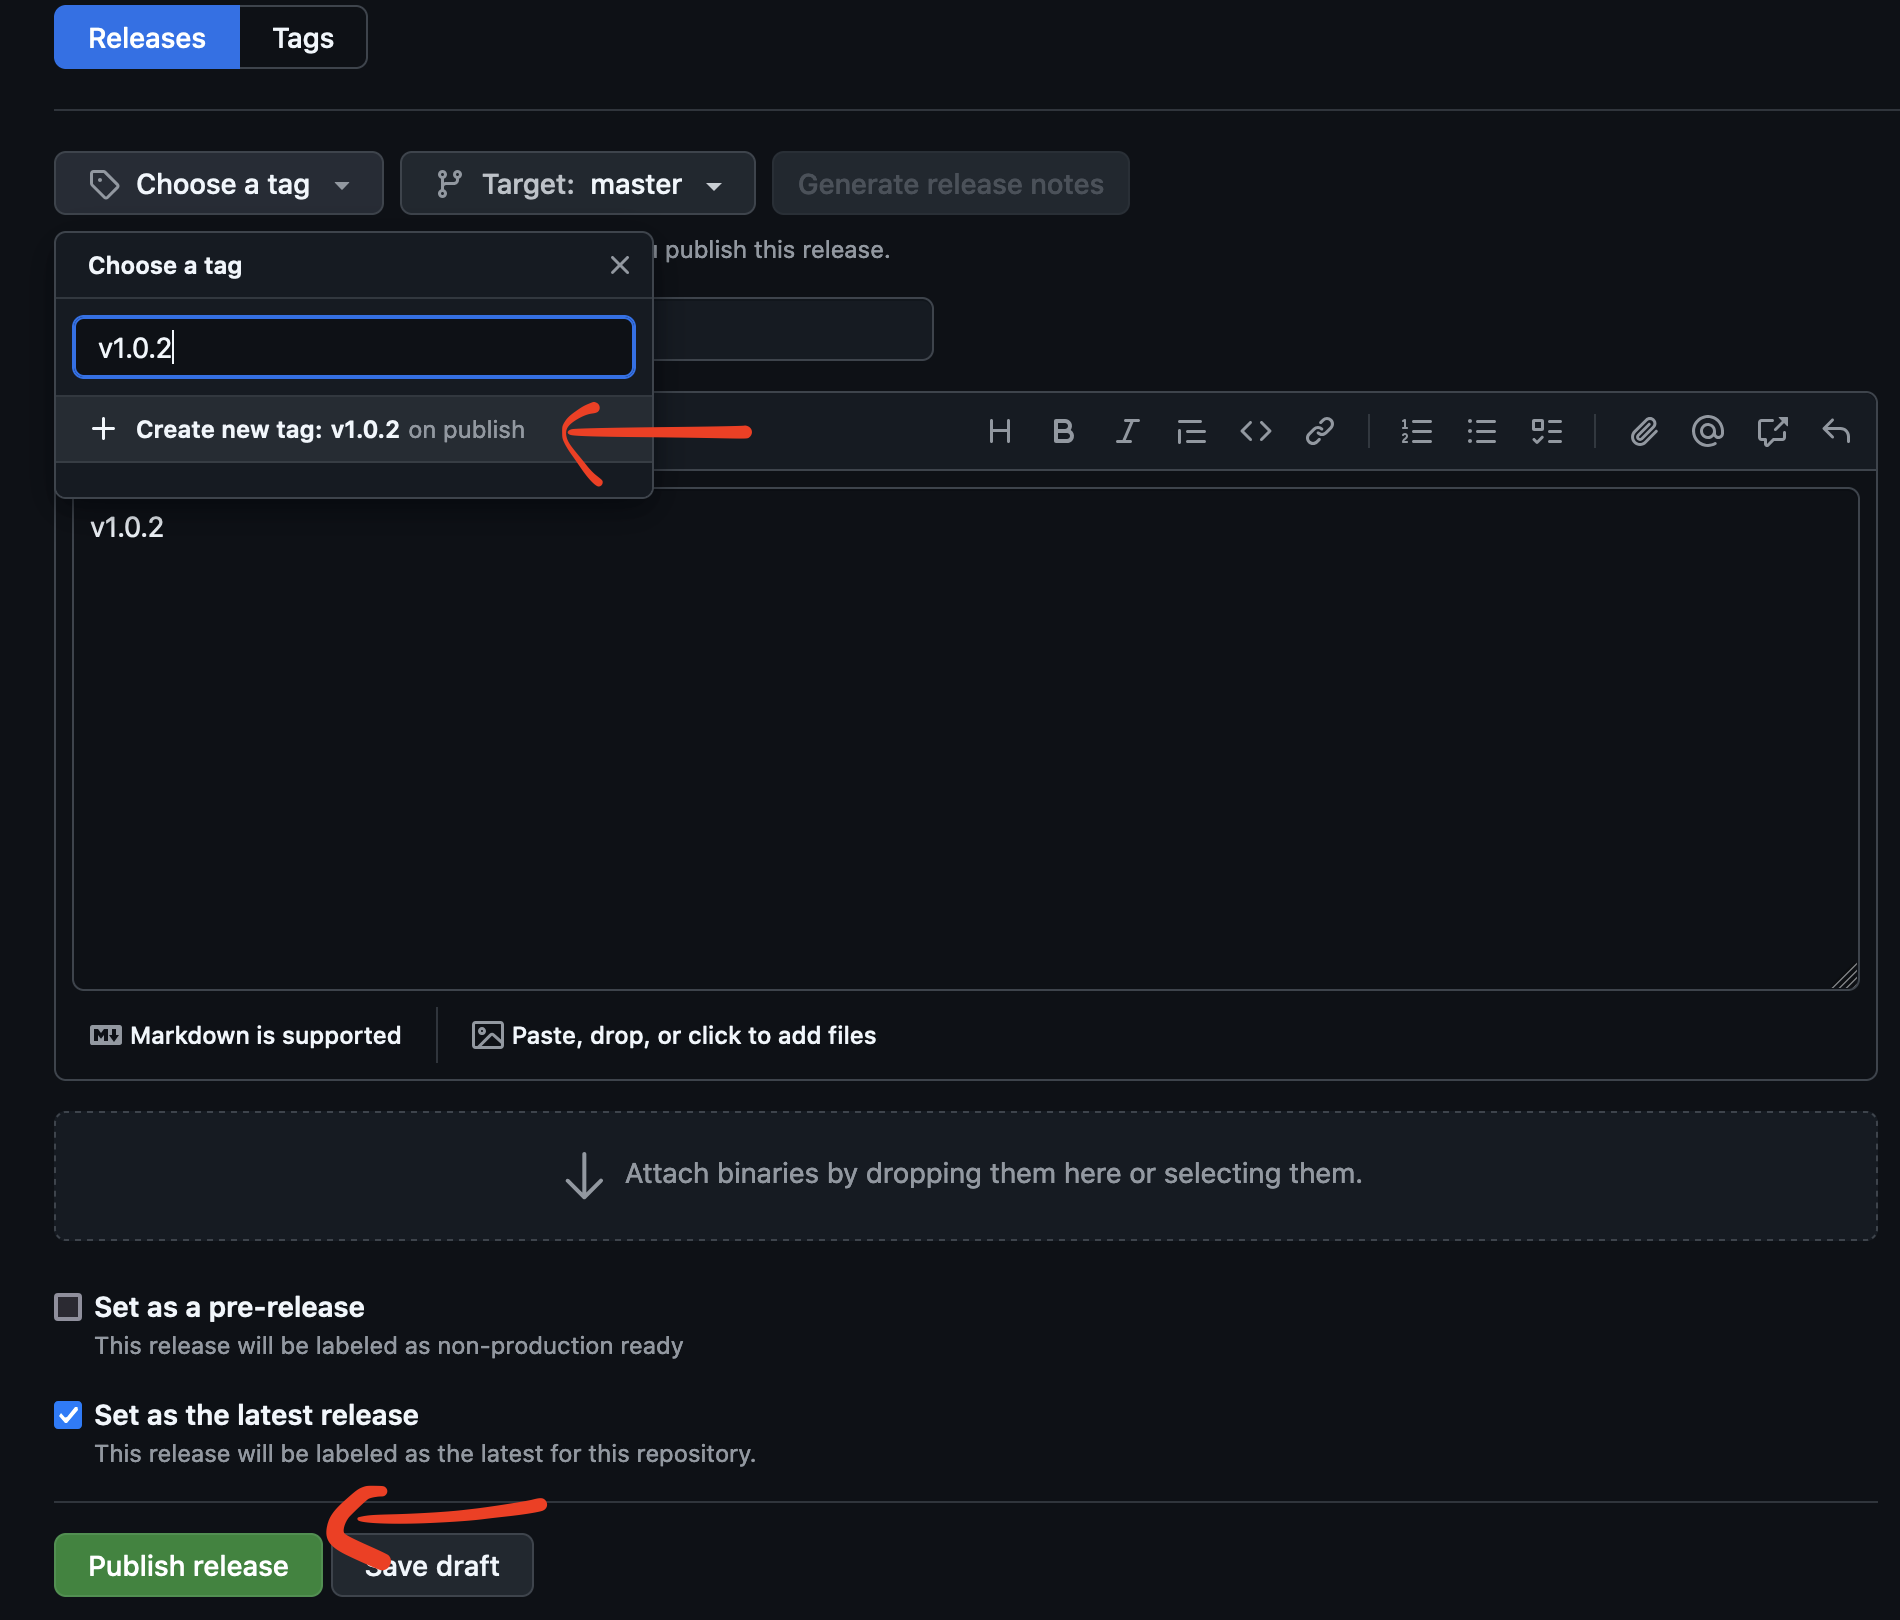 Releases Tags
Choose a tag Target: master Generate release notes
publish this release.
Choose a tag
v1.0.2
Create new tag: v1.0.2 on publish
v1.0.2
Markdown is supported Paste, drop, or click to add files
Attach binaries by dropping them here or selecting them.
Set as a pre-release
This release will be labeled as non-production ready
Set as the latest release
This release will be labeled as the latest for this repository.
Publish release Save draft